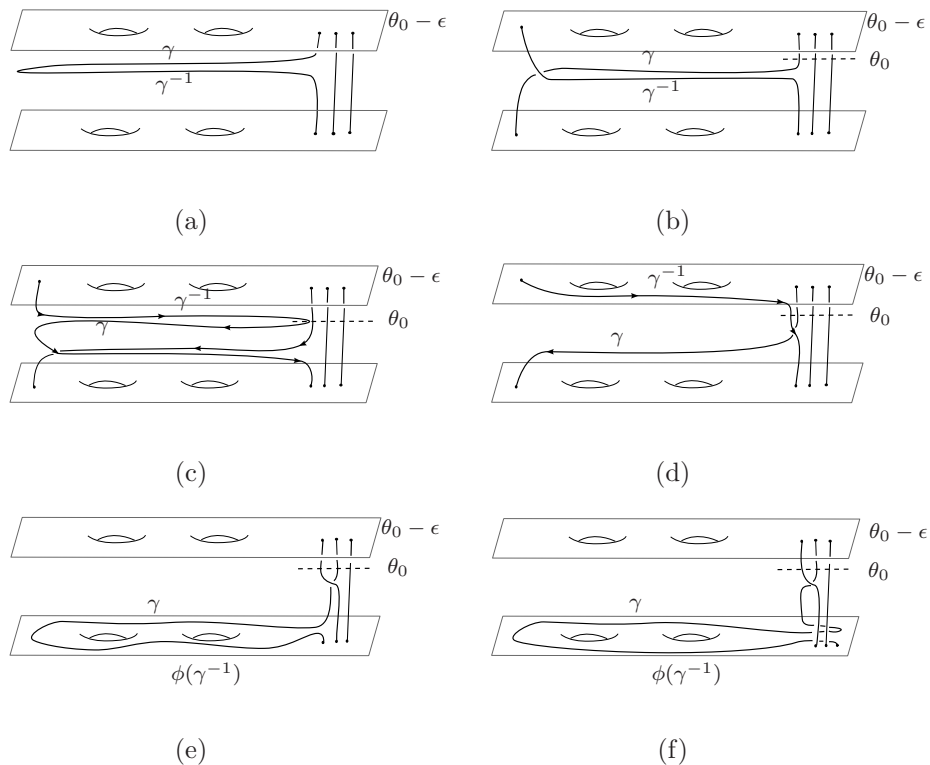 θ₀ − ϵ
γ
γ⁻¹
(a)
θ₀ − ϵ
γ
θ₀
γ⁻¹
(b)
θ₀ − ϵ
γ⁻¹
γ
θ₀
(c)
γ⁻¹
θ₀ − ϵ
θ₀
γ
(d)
θ₀ − ϵ
θ₀
γ
ϕ(γ⁻¹)
(e)
θ₀ − ϵ
θ₀
γ
ϕ(γ⁻¹)
(f)